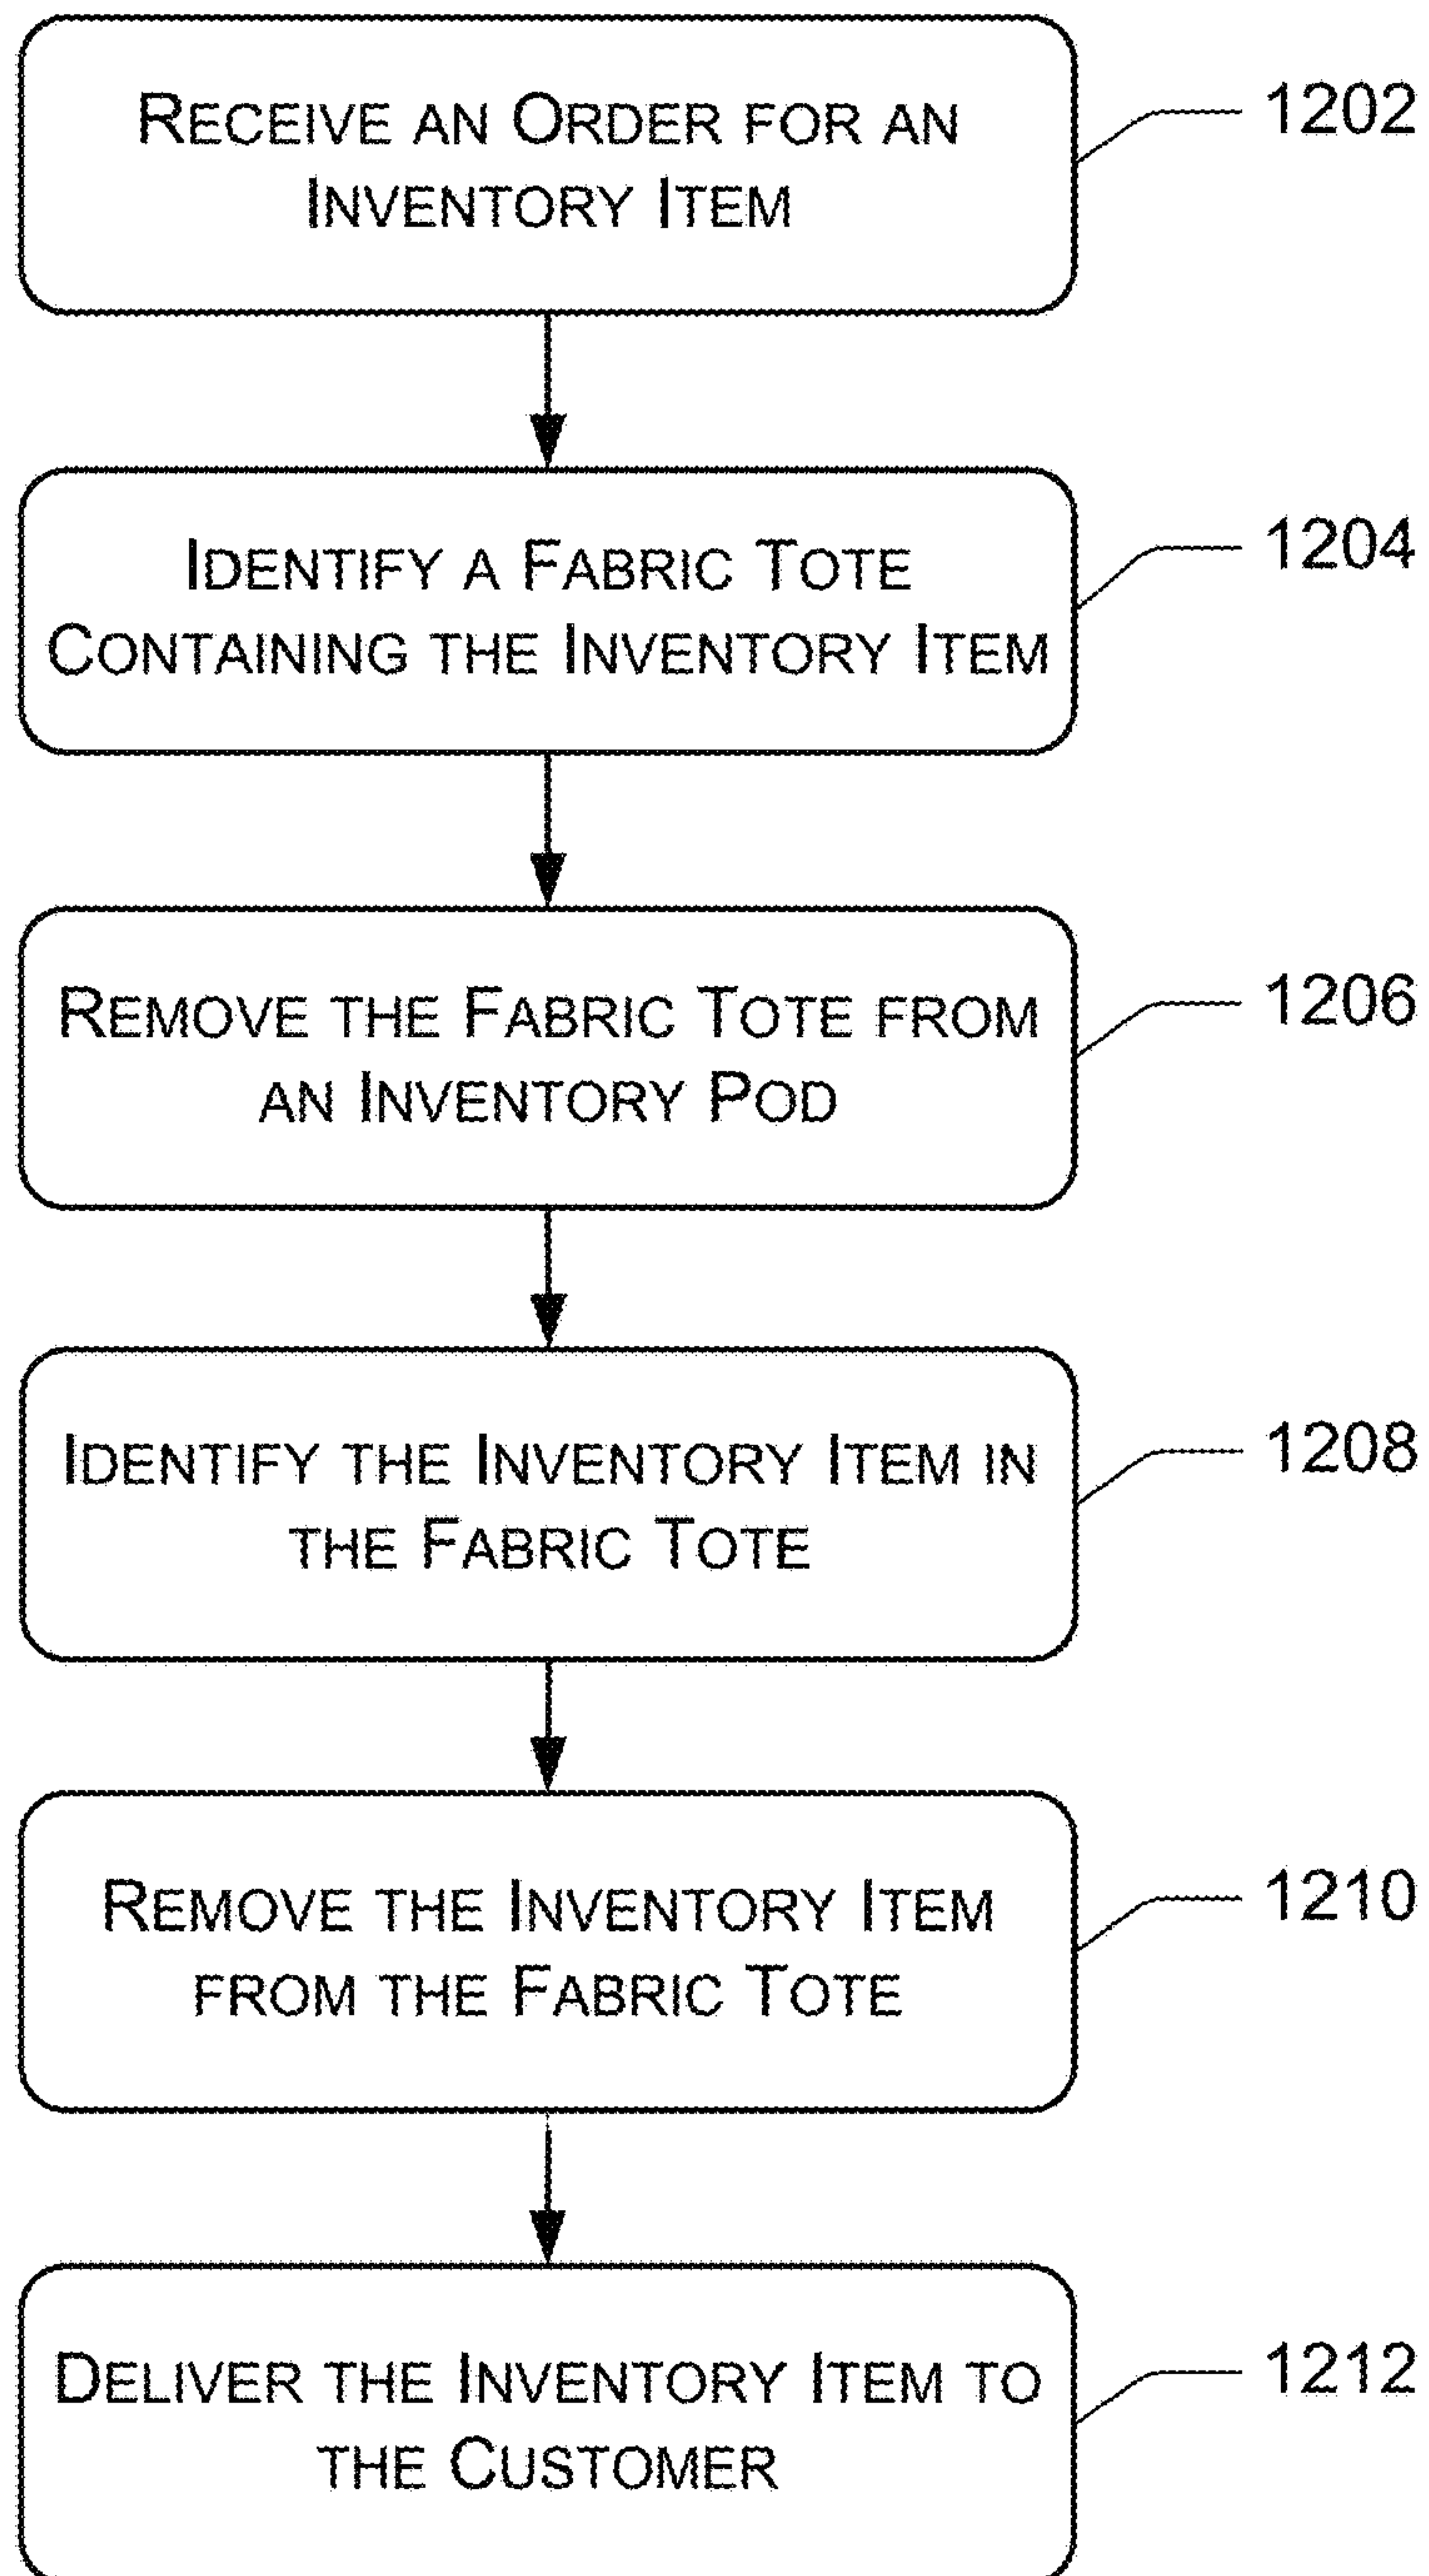 RECEIVE AN ORDER FOR AN
INVENTORY ITEM
1202
IDENTIFY A FABRIC TOTE
CONTAINING THE INVENTORY ITEM
1204
REMOVE THE FABRIC TOTE FROM
AN INVENTORY POD
1206
IDENTIFY THE INVENTORY ITEM IN
THE FABRIC TOTE
1208
REMOVE THE INVENTORY ITEM
FROM THE FABRIC TOTE
1210
DELIVER THE INVENTORY ITEM TO
THE CUSTOMER
1212